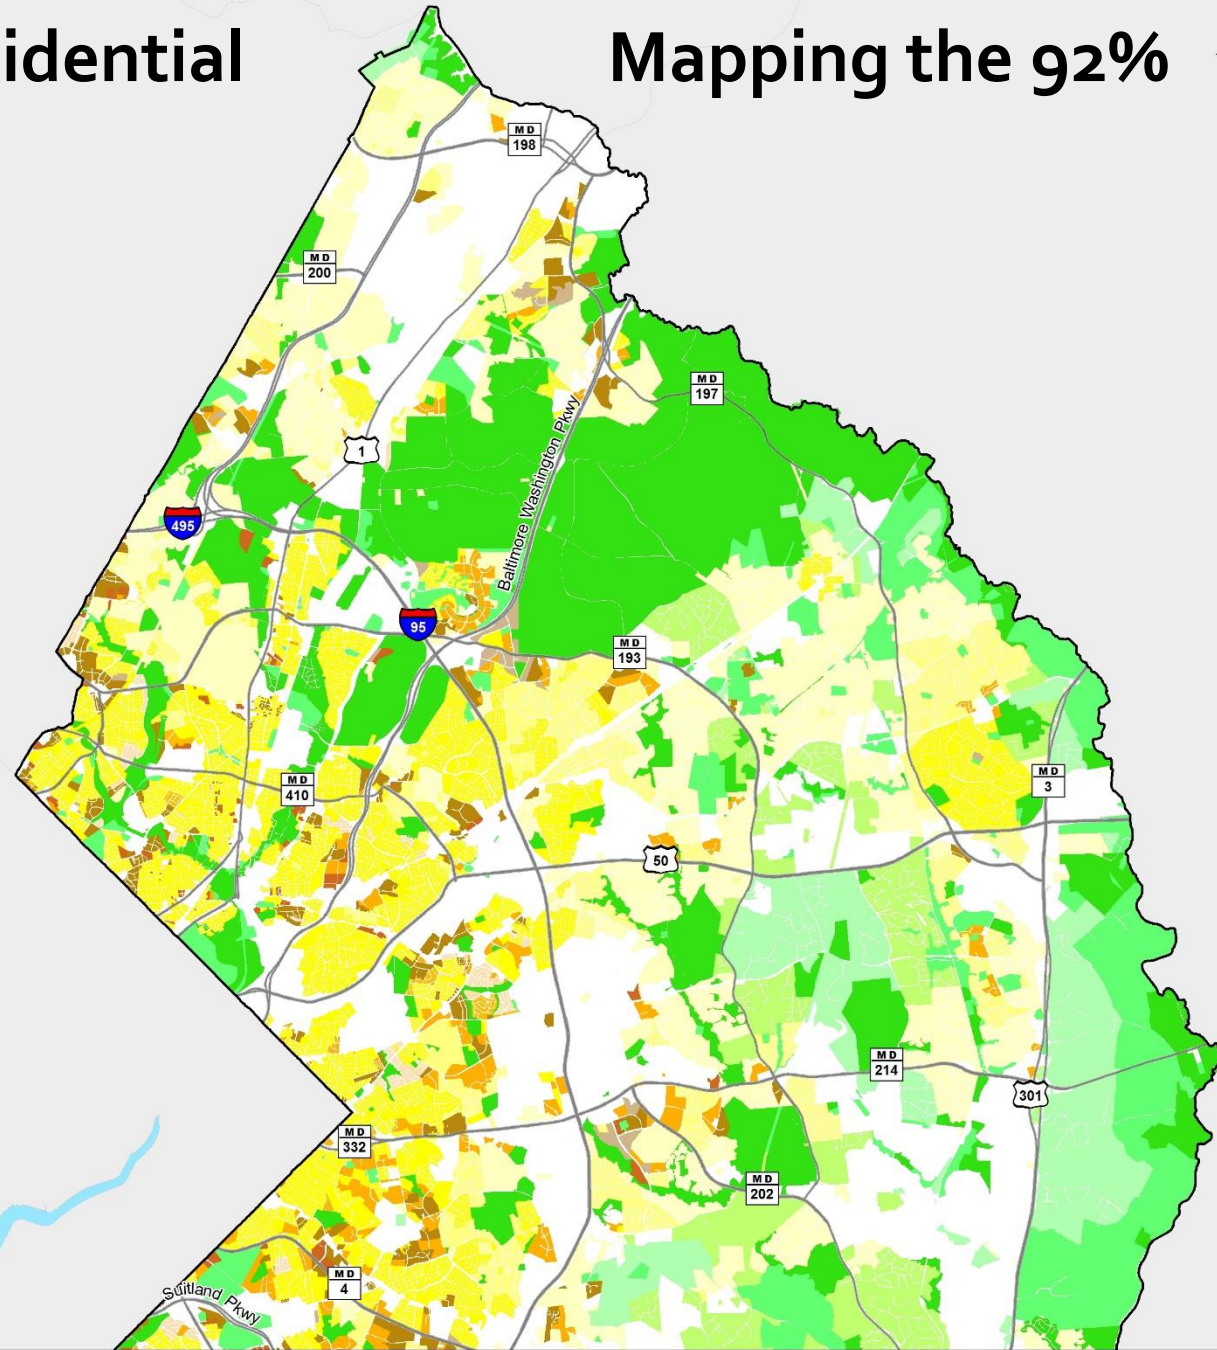 idential
Mapping the 92%
MD
198
MD
200
MD
197
1
Baltimore Washington Pkwy
495
95
MD
193
MD
410
MD
3
50
MD
214
301
MD
332
MD
202
MD
4
Suitland Pkwy